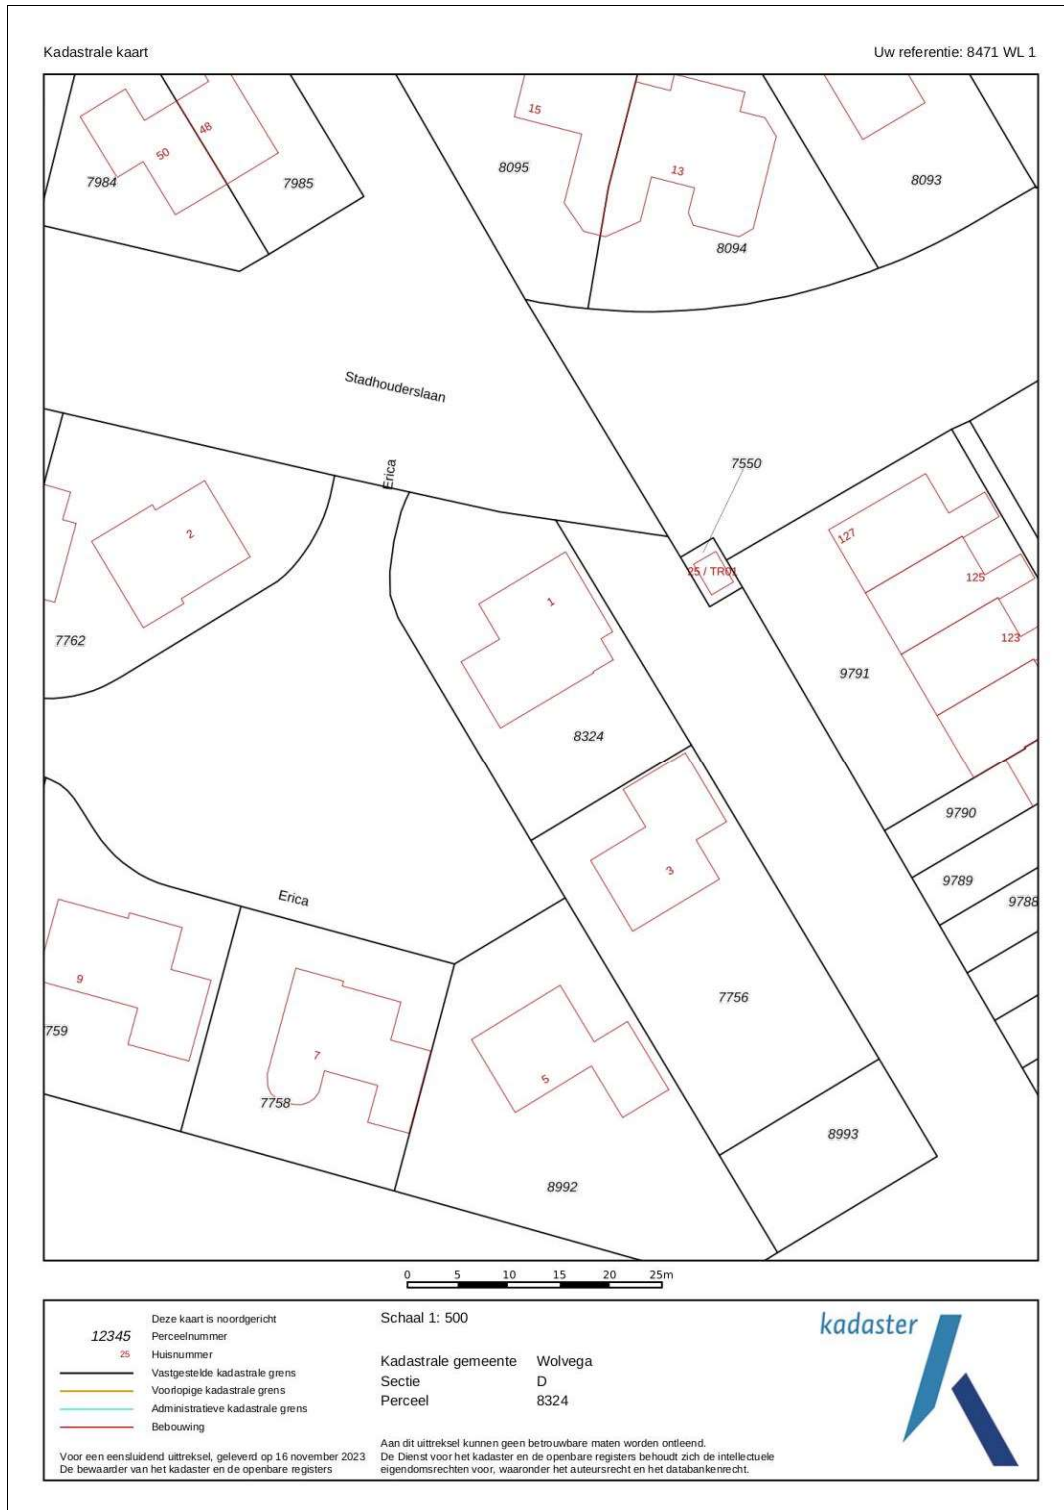 Kadastrale kaart
Uw referentie: 8471 WL 1
15
48
50
13
7984
7985
8095
8093
8094
Stadhouderslaan
Erica
7550
127
2
25 / TR01
125
1
123
7762
9791
8324
9790
3
9789
9788
Erica
9
7756
759
7
5
7758
8993
8992
0 5 10 15 20 25m
Deze kaart is noordgericht
12345 Perceelnummer
25 Huisnummer
Vastgestelde kadastrale grens
Voorlopige kadastrale grens
Administratieve kadastrale grens
Bebouwing
Voor een eensluidend uittreksel, geleverd op 16 november 2023
De bewaarder van het kadaster en de openbare registers
Schaal 1: 500
Kadastrale gemeente Wolvega
Sectie D
Perceel 8324
Aan dit uittreksel kunnen geen betrouwbare maten worden ontleend.
De Dienst voor het kadaster en de openbare registers behoudt zich de intellectuele
eigendomsrechten voor, waaronder het auteursrecht en het databankenrecht.
kadaster